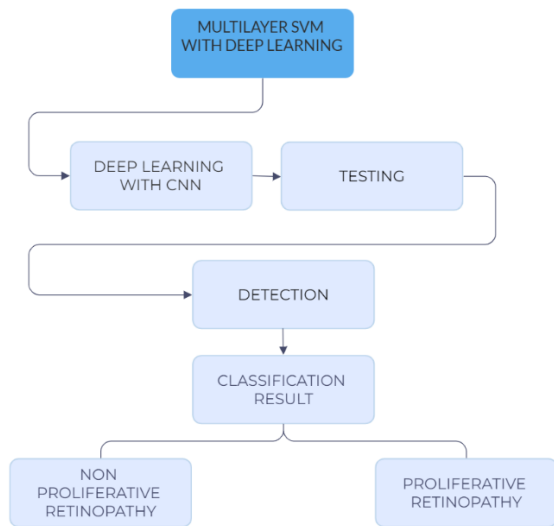 MULTILAYER SVM
WITH DEEP LEARNING
DEEP LEARNING
WITH CNN
TESTING
DETECTION
CLASSIFICATION
RESULT
NON
PROLIFERATIVE
RETINOPATHY
PROLIFERATIVE
RETINOPATHY